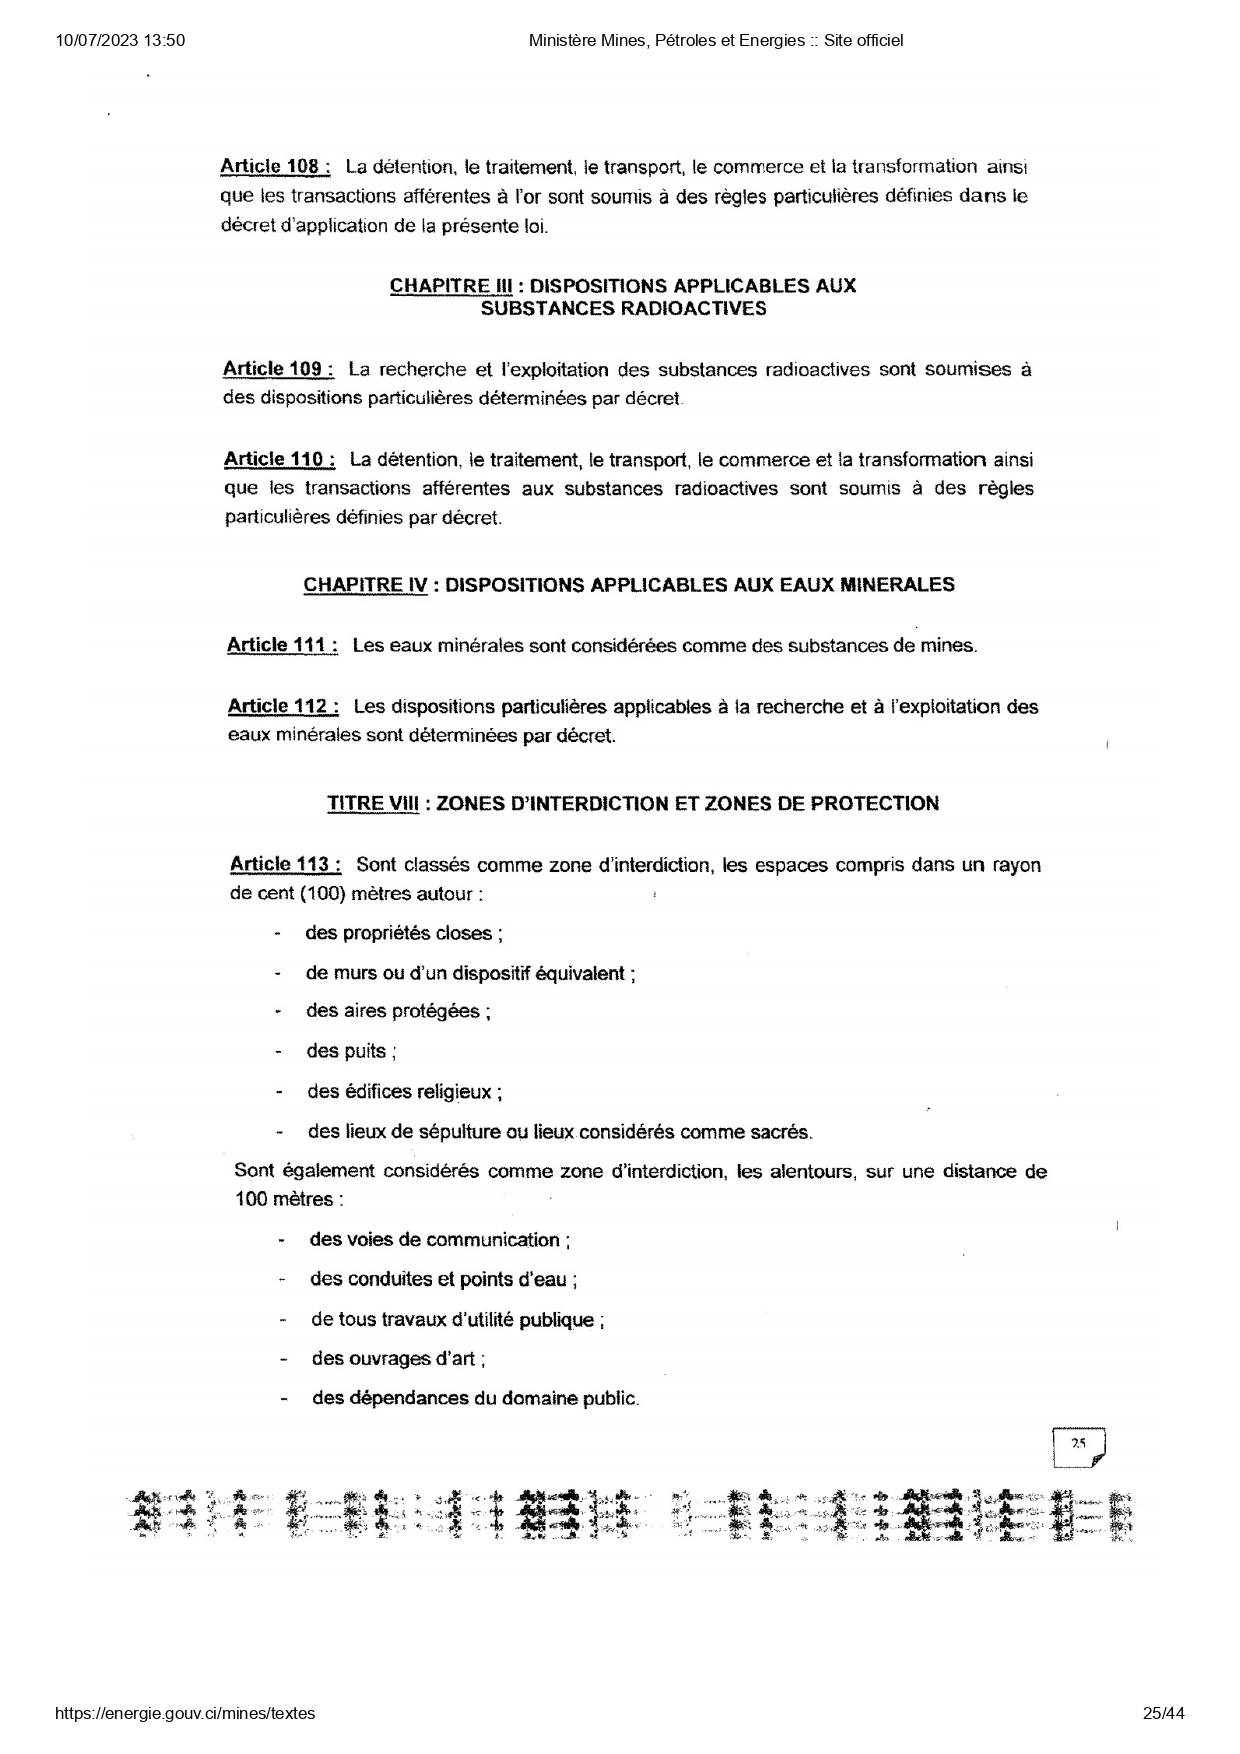 10/07/2023 13:50
Ministère Mines, Pétroles et Energies :: Site officiel
Article 108 : La détention, le traitement, le transport, le commerce et la transformation ainsi
que les transactions afférentes à l'or sont soumis à des règles particulières définies dans le
décret d'application de la présente loi.
CHAPITRE III : DISPOSITIONS APPLICABLES AUX
SUBSTANCES RADIOACTIVES
Article 109 : La recherche et l'exploitation des substances radioactives sont soumises à
des dispositions particulières déterminées par décret.
Article 110 : La détention, le traitement, le transport, le commerce et la transformation ainsi
que les transactions afférentes aux substances radioactives sont soumis à des règles
particulières définies par décret.
CHAPITRE IV : DISPOSITIONS APPLICABLES AUX EAUX MINERALES
Article 111 : Les eaux minérales sont considérées comme des substances de mines.
Article 112 : Les dispositions particulières applicables à la recherche et à l'exploitation des
eaux minérales sont déterminées par décret.
TITRE VIII : ZONES D'INTERDICTION ET ZONES DE PROTECTION
Article 113 : Sont classés comme zone d'interdiction, les espaces compris dans un rayon
de cent (100) mètres autour :
- des propriétés closes ;
- de murs ou d'un dispositif équivalent ;
- des aires protégées ;
- des puits ;
- des édifices religieux ;
- des lieux de sépulture ou lieux considérés comme sacrés.
Sont également considérés comme zone d'interdiction, les alentours, sur une distance de
100 mètres :
- des voies de communication ;
- des conduites et points d'eau ;
- de tous travaux d'utilité publique ;
- des ouvrages d'art ;
- des dépendances du domaine public.
25
https://energie.gouv.ci/mines/textes
25/44